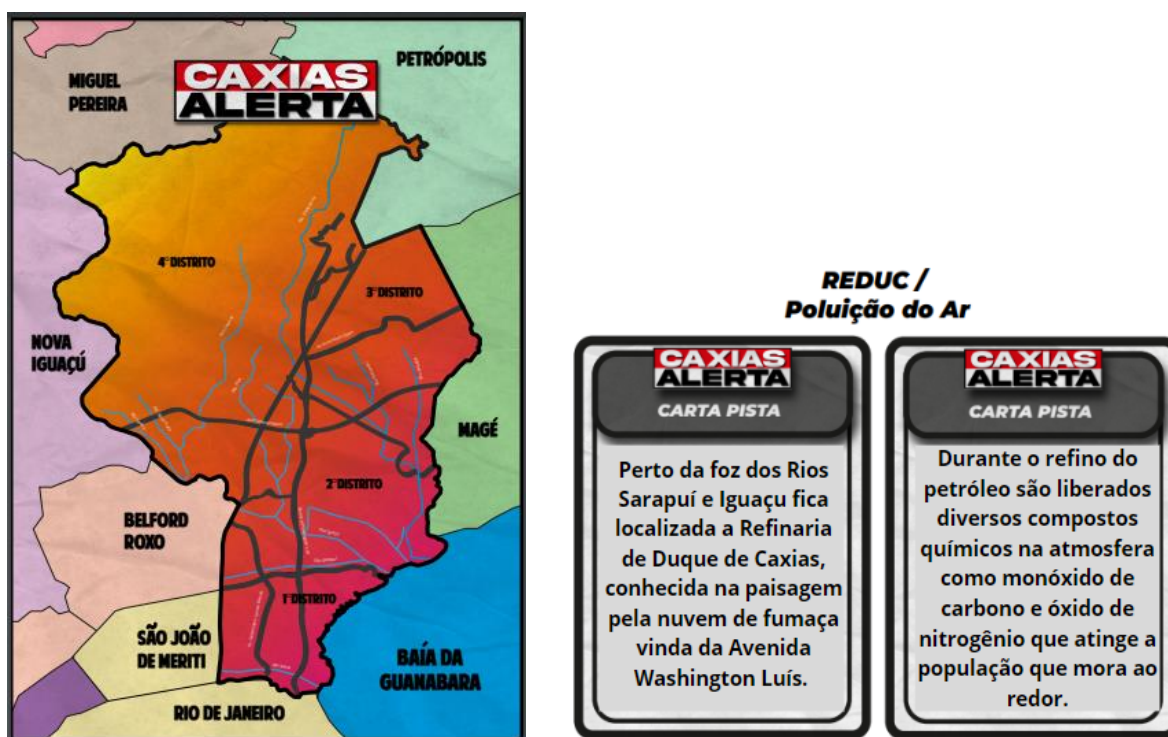 PETRÓPOLIS
MIGUEL
PEREIRA
CAXIAS
ALERTA
4º DISTRITO
3º DISTRITO
NOVA
IGUAÇÚ
MAGÉ
2º DISTRITO
BELFORD
ROXO
1º DISTRITO
SÃO JOÃO
DE MERITI
BAÍA DA
GUANABARA
RIO DE JANEIRO
REDUC /
Poluição do Ar
CAXIAS
ALERTA
CARTA PISTA
Perto da foz dos Rios
Sarapuí e Iguaçu fica
localizada a Refinaria
de Duque de Caxias,
conhecida na paisagem
pela nuvem de fumaça
vinda da Avenida
Washington Luís.
CAXIAS
ALERTA
CARTA PISTA
Durante o refino do
petróleo são liberados
diversos compostos
químicos na atmosfera
como monóxido de
carbono e óxido de
nitrogênio que atinge a
população que mora ao
redor.